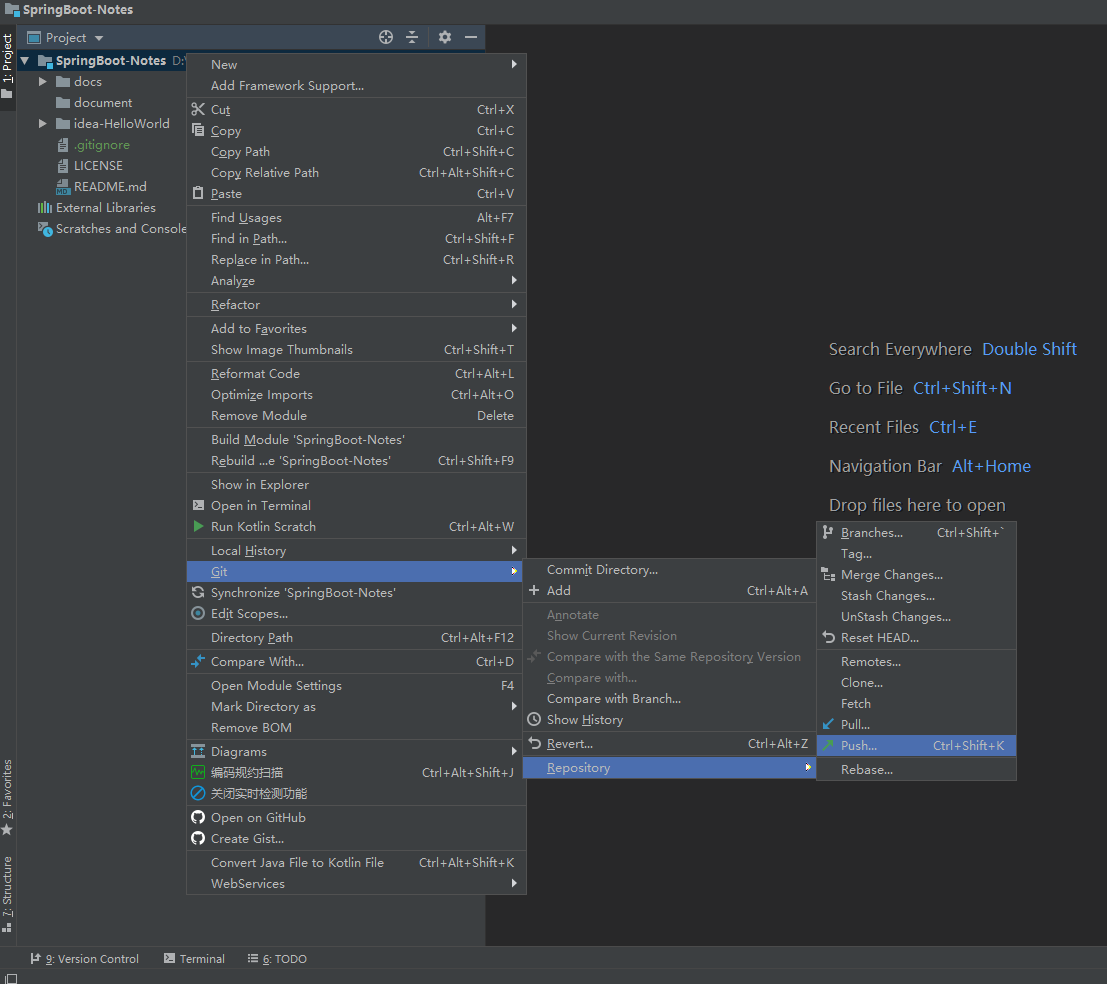 SpringBoot-Notes
Project
1: Project
SpringBoot-Notes D:\
docs
document
idea-HelloWorld
.gitignore
LICENSE
README.md
External Libraries
Scratches and Console
New
Add Framework Support...
Cut Ctrl+X
Copy Ctrl+C
Copy Path Ctrl+Shift+C
Copy Relative Path Ctrl+Alt+Shift+C
Paste Ctrl+V
Find Usages Alt+F7
Find in Path... Ctrl+Shift+F
Replace in Path... Ctrl+Shift+R
Analyze
Refactor
Add to Favorites
Show Image Thumbnails Ctrl+Shift+T
Reformat Code Ctrl+Alt+L
Optimize Imports Ctrl+Alt+O
Remove Module Delete
Build Module 'SpringBoot-Notes'
Rebuild ...e 'SpringBoot-Notes' Ctrl+Shift+F9
Show in Explorer
Open in Terminal
Run Kotlin Scratch Ctrl+Alt+W
Local History
Git
Synchronize 'SpringBoot-Notes'
Edit Scopes...
Directory Path Ctrl+Alt+F12
Compare With... Ctrl+D
Open Module Settings F4
Mark Directory as
Remove BOM
Diagrams
编码规约扫描 Ctrl+Alt+Shift+J
关闭实时检测功能
Open on GitHub
Create Gist...
Convert Java File to Kotlin File Ctrl+Alt+Shift+K
WebServices
Commit Directory...
Add Ctrl+Alt+A
Annotate
Show Current Revision
Compare with the Same Repository Version
Compare with...
Compare with Branch...
Show History
Revert... Ctrl+Alt+Z
Repository
Search Everywhere Double Shift
Go to File Ctrl+Shift+N
Recent Files Ctrl+E
Navigation Bar Alt+Home
Drop files here to open
Branches... Ctrl+Shift+`
Tag...
Merge Changes...
Stash Changes...
UnStash Changes...
Reset HEAD...
Remotes...
Clone...
Fetch
Pull...
Push... Ctrl+Shift+K
Rebase...
2: Favorites
7: Structure
9: Version Control
Terminal
6: TODO